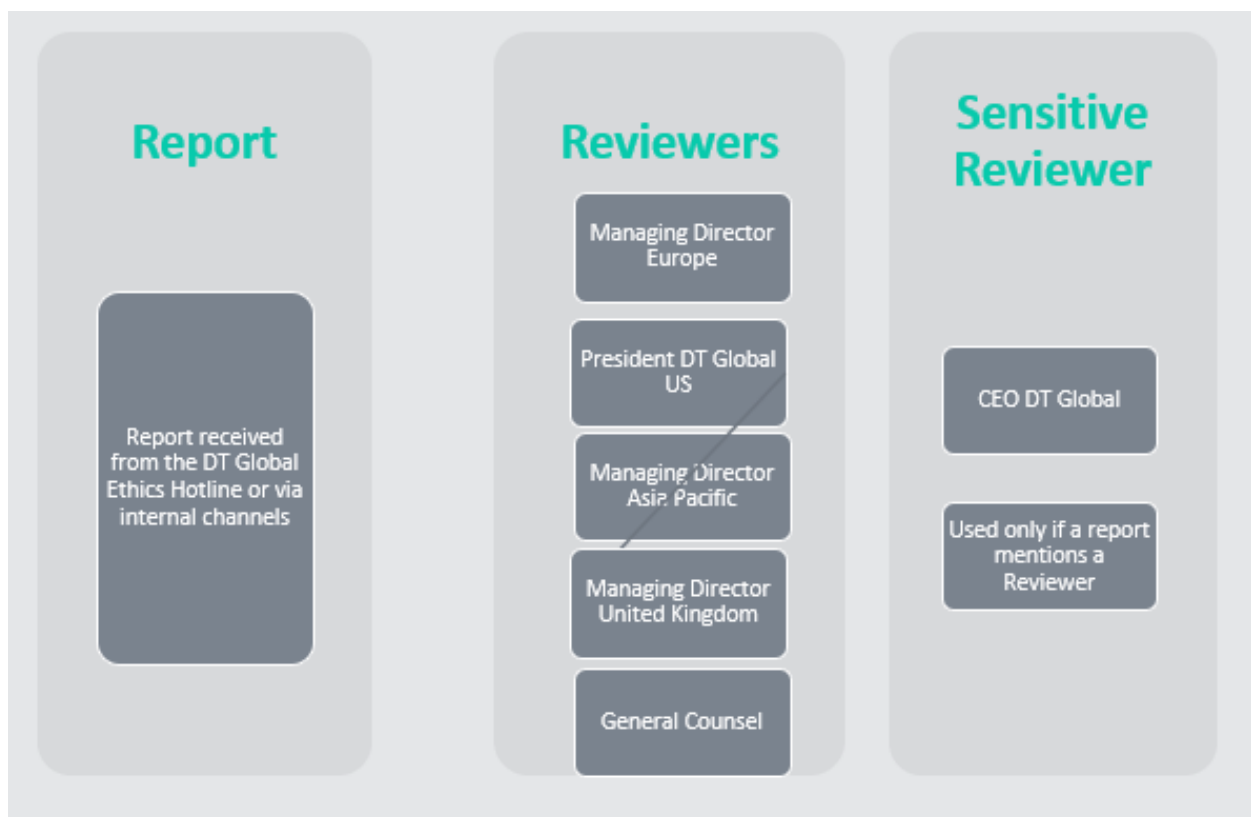 Report
Report received
from the DT Global
Ethics Hotline or via
internal channels
Reviewers
Managing Director
Europe
President DT Global
US
Managing Director
Asia Pacific
Managing Director
United Kingdom
General Counsel
Sensitive
Reviewer
CEO DT Global
Used only if a report
mentions a
Reviewer